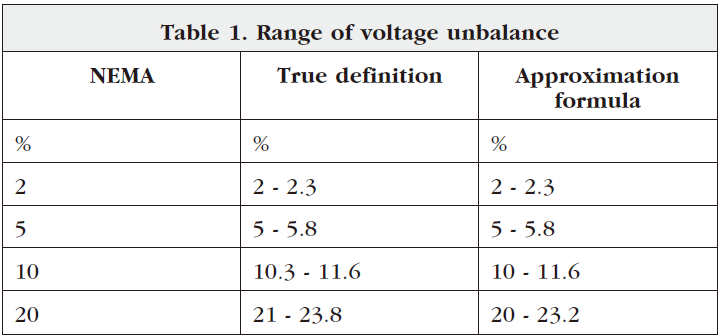 Table 1. Range of voltage unbalance
NEMA True definition Approximation
formula
% % %
2 2 - 2.3 2 - 2.3
5 5 - 5.8 5 - 5.8
10 10.3 - 11.6 10 - 11.6
20 21 - 23.8 20 - 23.2